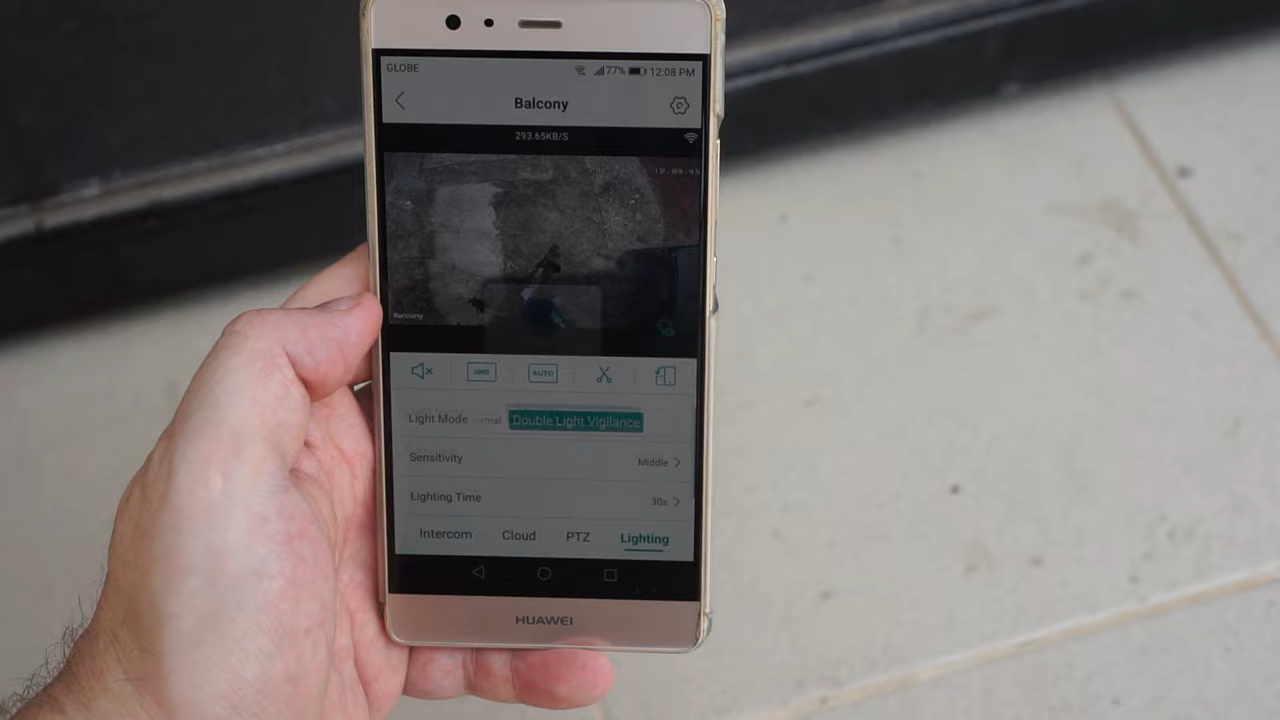 GLOBE 77% 12:08 PM
Balcony
293.65KB/S
Balcony
UHD AUTO
Light Mode Double Light Vigilance
Sensitivity Middle
Lighting Time 30s
Intercom Cloud PTZ Lighting
HUAWEI